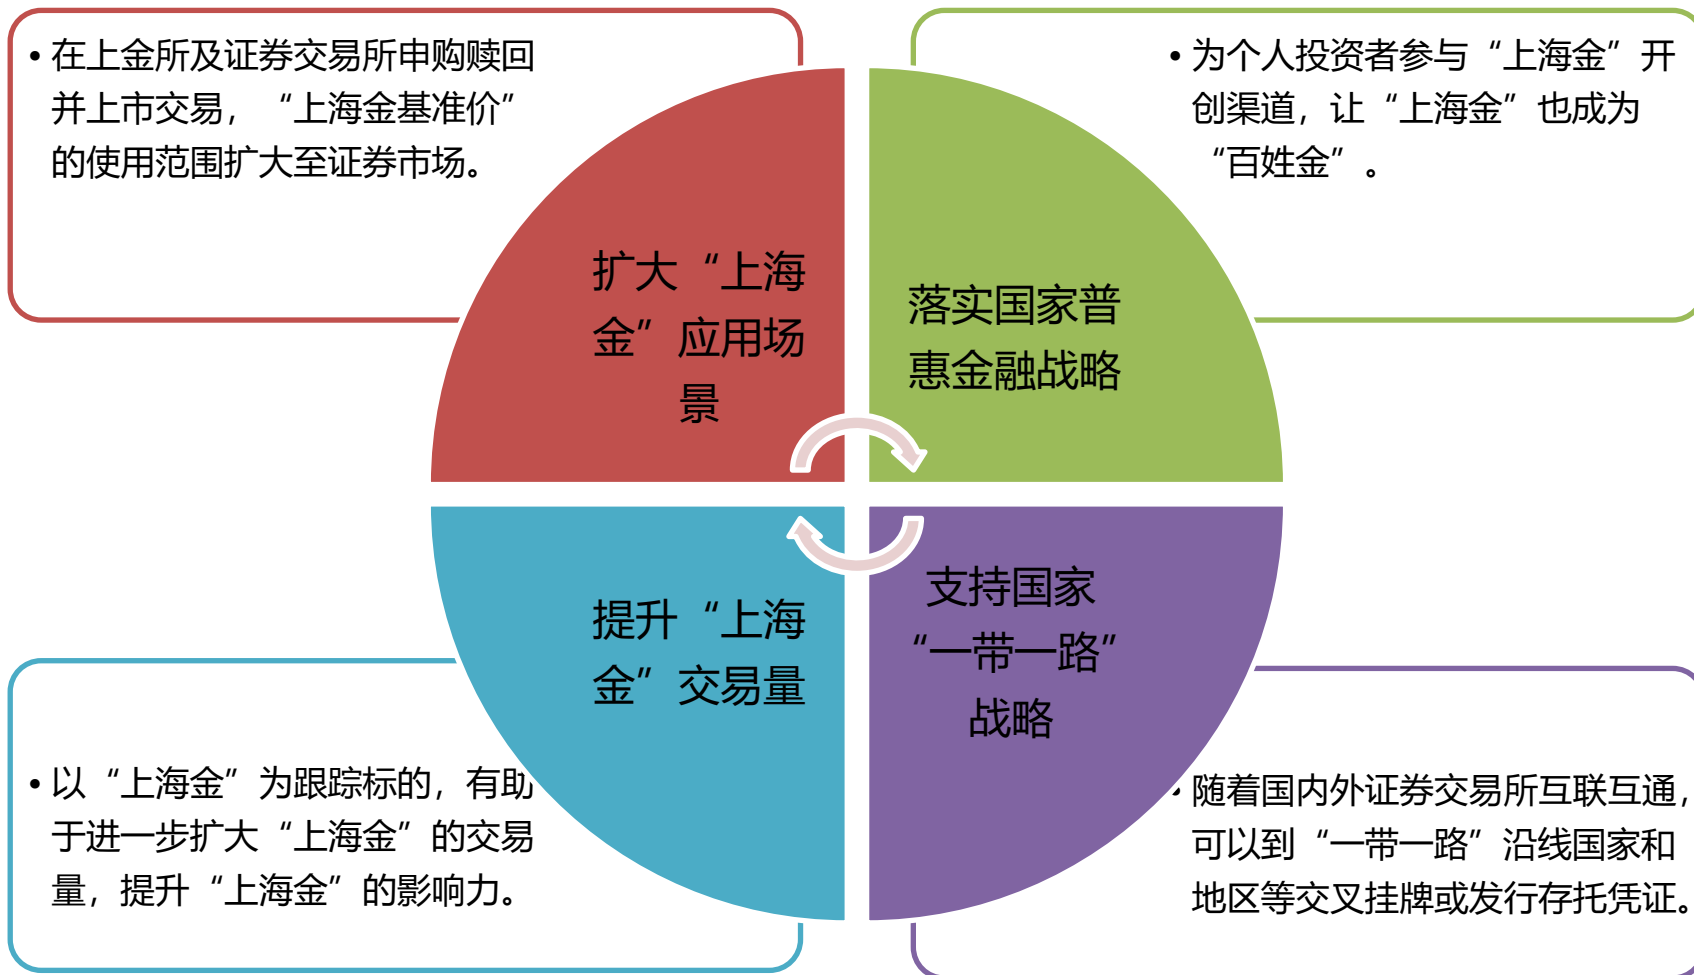 • 在上金所及证券交易所申购赎回
并上市交易，“上海金基准价”
的使用范围扩大至证券市场。
• 为个人投资者参与“上海金”开
创渠道，让“上海金”也成为
“百姓金”。
扩大“上海
金”应用场
景
落实国家普
惠金融战略
提升“上海
金”交易量
支持国家
“一带一路”
战略
• 以“上海金”为跟踪标的，有助
于进一步扩大“上海金”的交易
量，提升“上海金”的影响力。
• 随着国内外证券交易所互联互通，
可以到“一带一路”沿线国家和
地区等交叉挂牌或发行存托凭证。